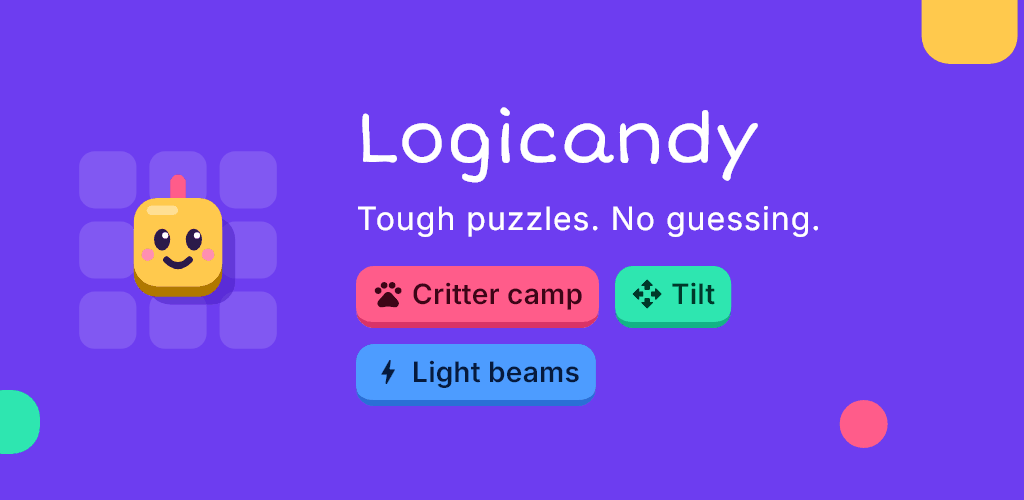 Logicandy
Tough puzzles. No guessing.
Critter camp
Tilt
Light beams